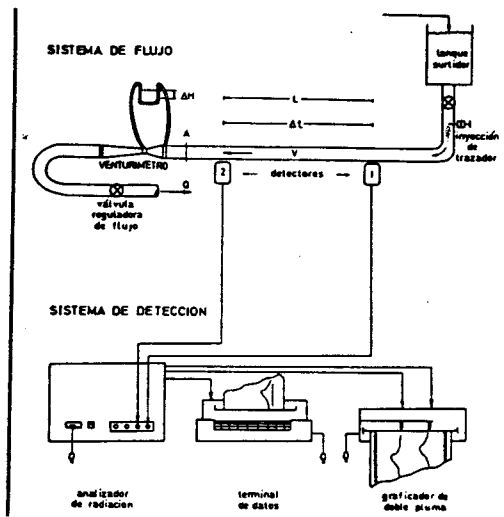 SISTEMA DE FLUJO
tanque
surtidor
ΔH
L
Δt
inyección
de
trazador
A
V
VENTURIMETRO
2
detectores
1
Q
válvula
reguladora
de flujo
SISTEMA DE DETECCION
analizador
de radiacion
terminal
de datos
graficador de
doble pluma